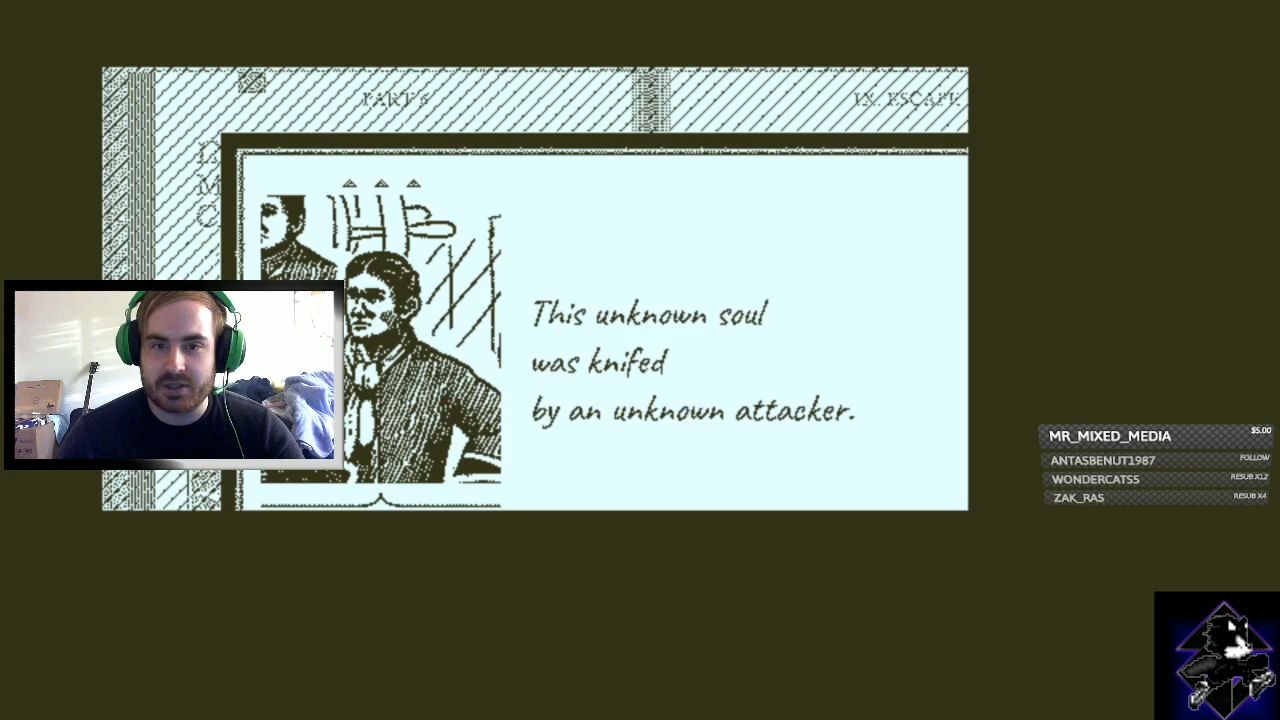 PART 6
IX. ESCAPE
This unknown soul
was knifed
by an unknown attacker.
MR_MIXED_MEDIA $5.00
ANTASBENUT1987 FOLLOW
WONDERCATSS RESUB X12
ZAK_RAS RESUB X4